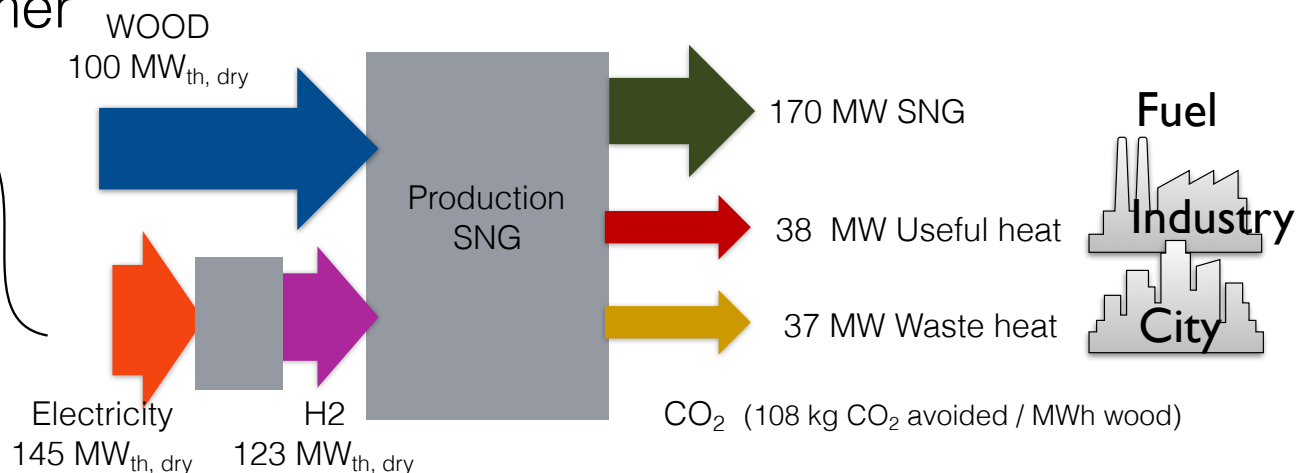 WOOD
100 MWth, dry
Production
SNG
170 MW SNG
38 MW Useful heat
37 MW Waste heat
Fuel
Industry
City
Electricity
145 MWth, dry
H2
123 MWth, dry
CO2 (108 kg CO2 avoided / MWh wood)